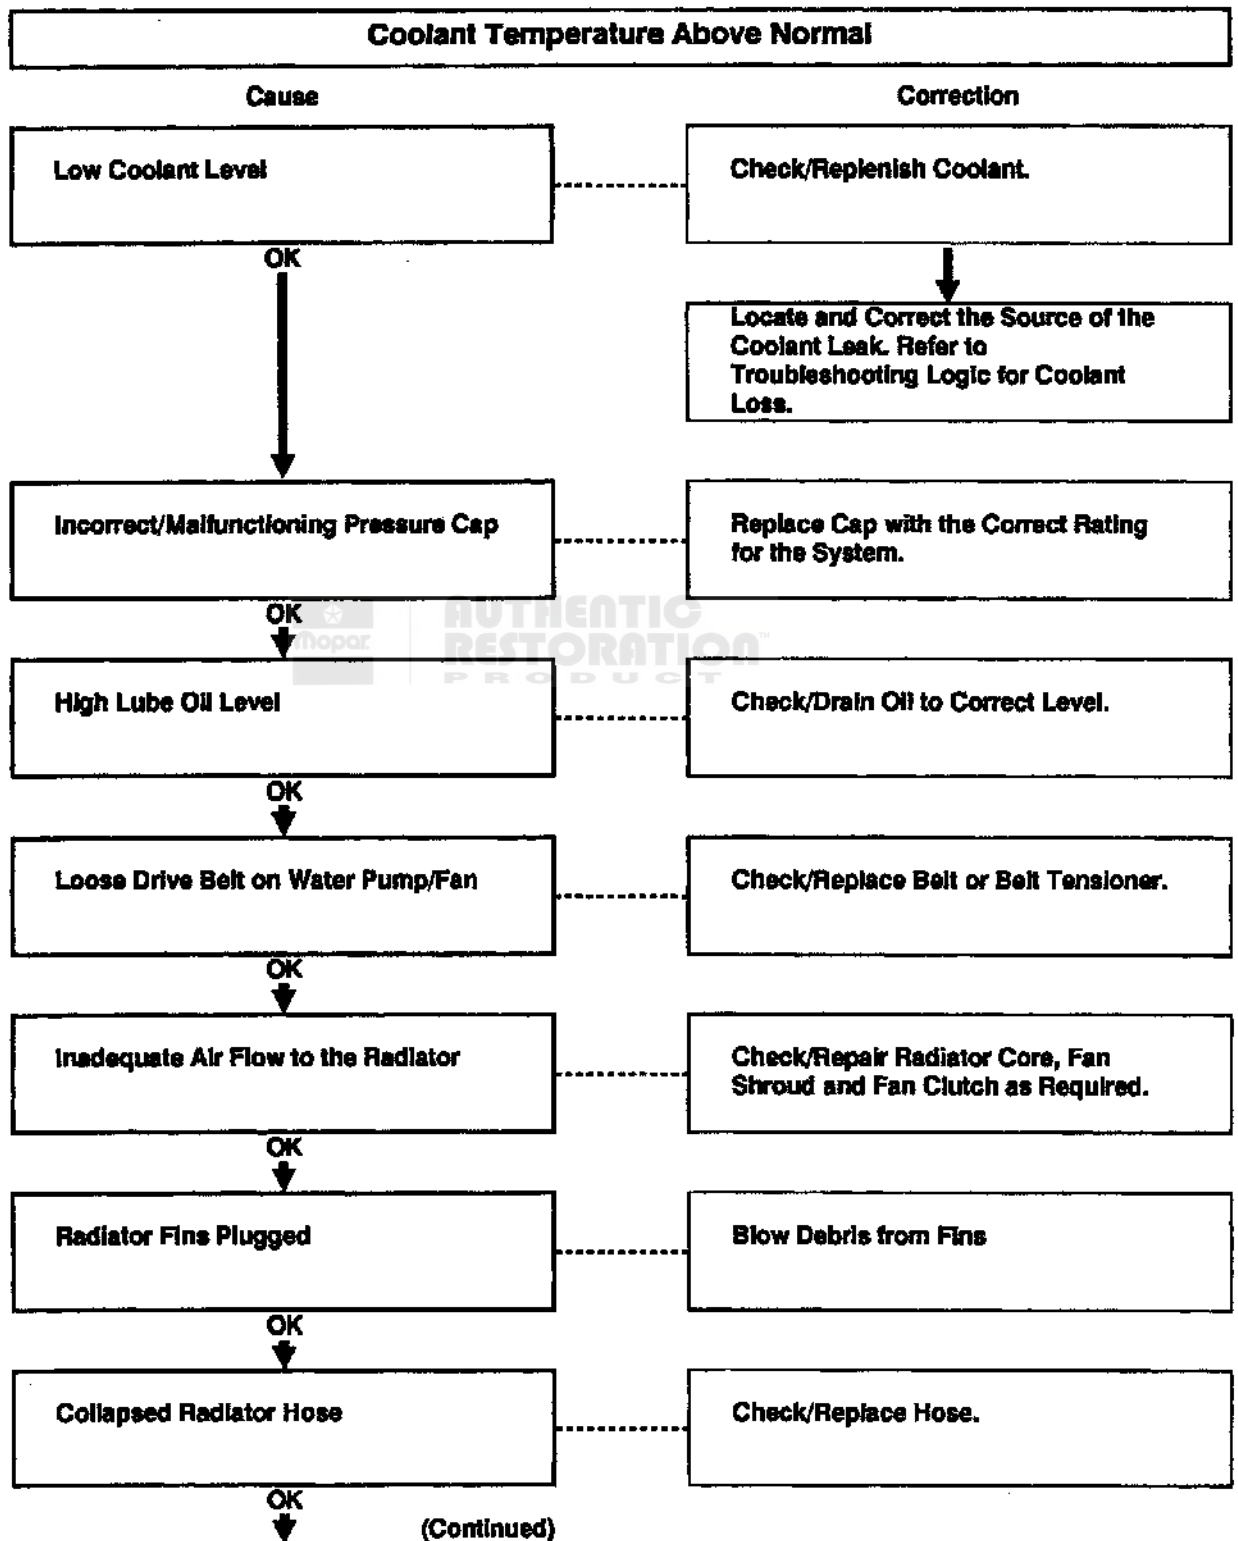 Coolant Temperature Above Normal
Cause
Correction
Low Coolant Level
Check/Replenish Coolant.
OK
Locate and Correct the Source of the
Coolant Leak. Refer to
Troubleshooting Logic for Coolant
Loss.
Incorrect/Malfunctioning Pressure Cap
Replace Cap with the Correct Rating
for the System.
OK
Mopar
AUTHENTIC
RESTORATION™
PRODUCT
High Lube Oil Level
Check/Drain Oil to Correct Level.
OK
Loose Drive Belt on Water Pump/Fan
Check/Replace Belt or Belt Tensioner.
OK
Inadequate Air Flow to the Radiator
Check/Repair Radiator Core, Fan
Shroud and Fan Clutch as Required.
OK
Radiator Fins Plugged
Blow Debris from Fins
OK
Collapsed Radiator Hose
Check/Replace Hose.
OK
(Continued)